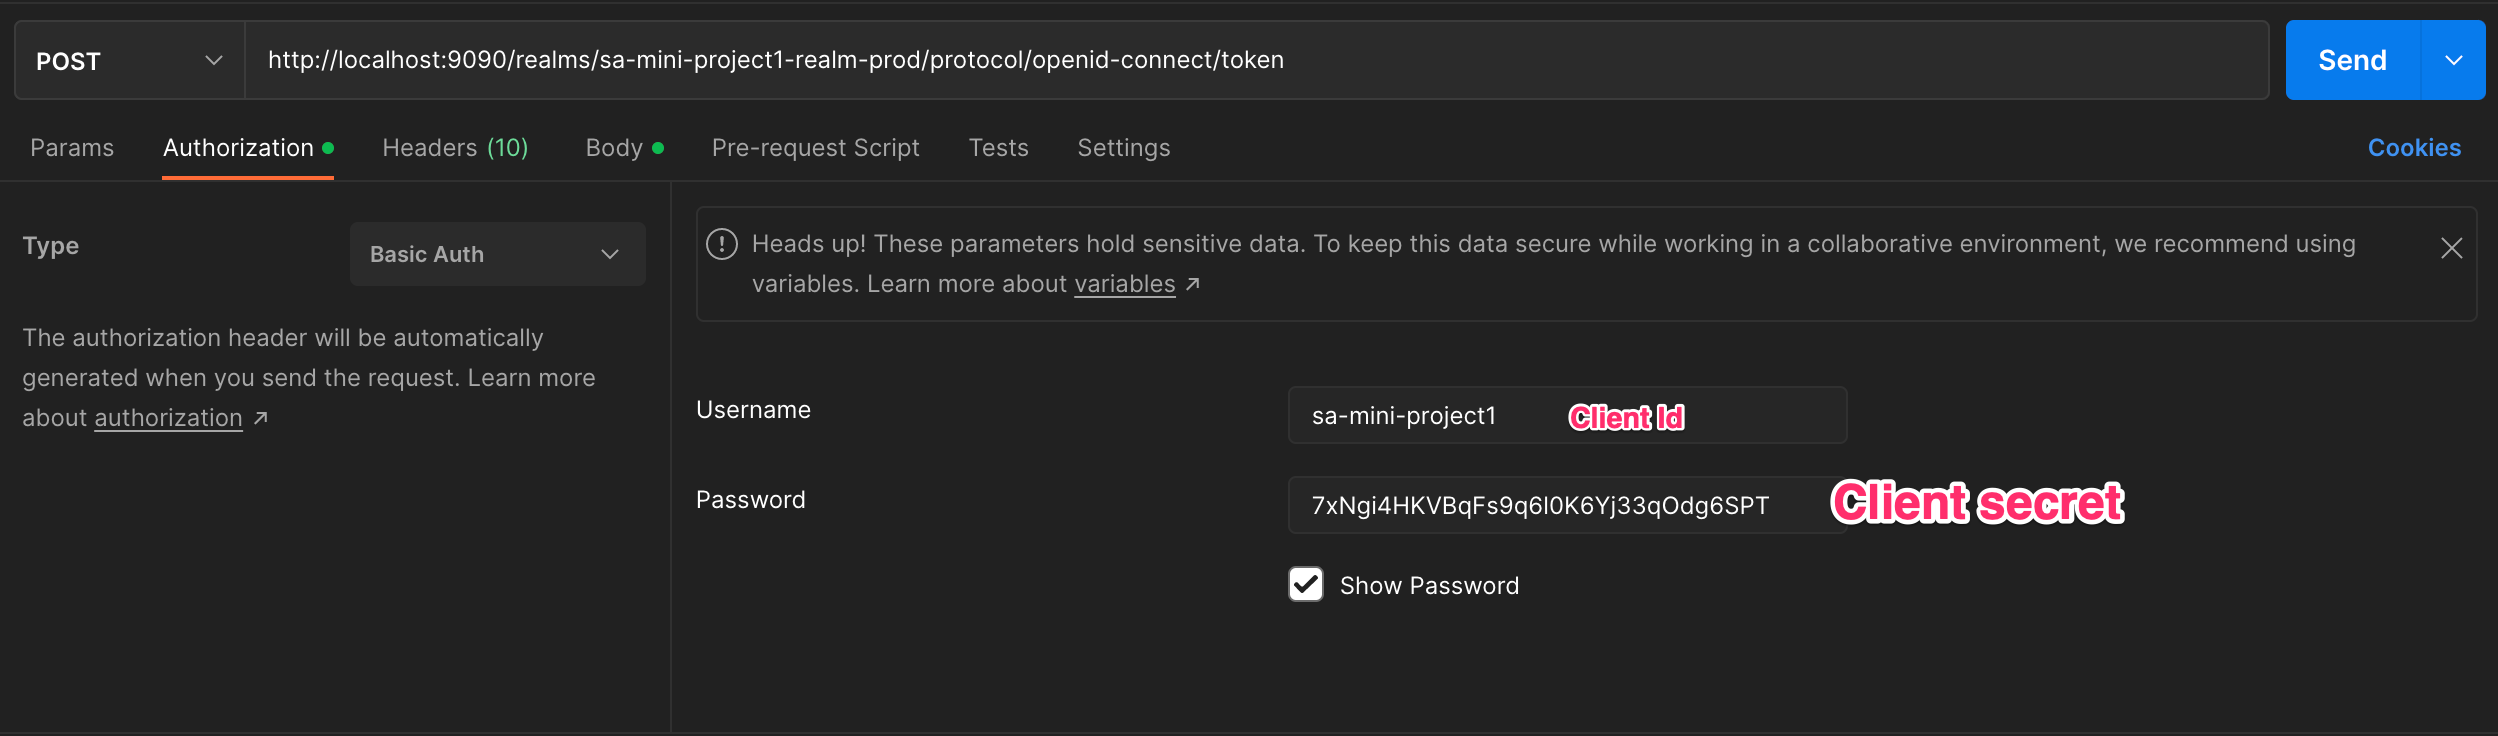 POST
http://localhost:9090/realms/sa-mini-project1-realm-prod/protocol/openid-connect/token
Send
Params
Authorization
Headers (10)
Body
Pre-request Script
Tests
Settings
Cookies
Type
Basic Auth
The authorization header will be automatically
generated when you send the request. Learn more
about authorization ↗
Heads up! These parameters hold sensitive data. To keep this data secure while working in a collaborative environment, we recommend using
variables. Learn more about variables ↗
Username
sa-mini-project1
Client Id
Password
7xNgi4HKVBqFs9q6l0K6Yj33qOdg6SPT
Client secret
Show Password